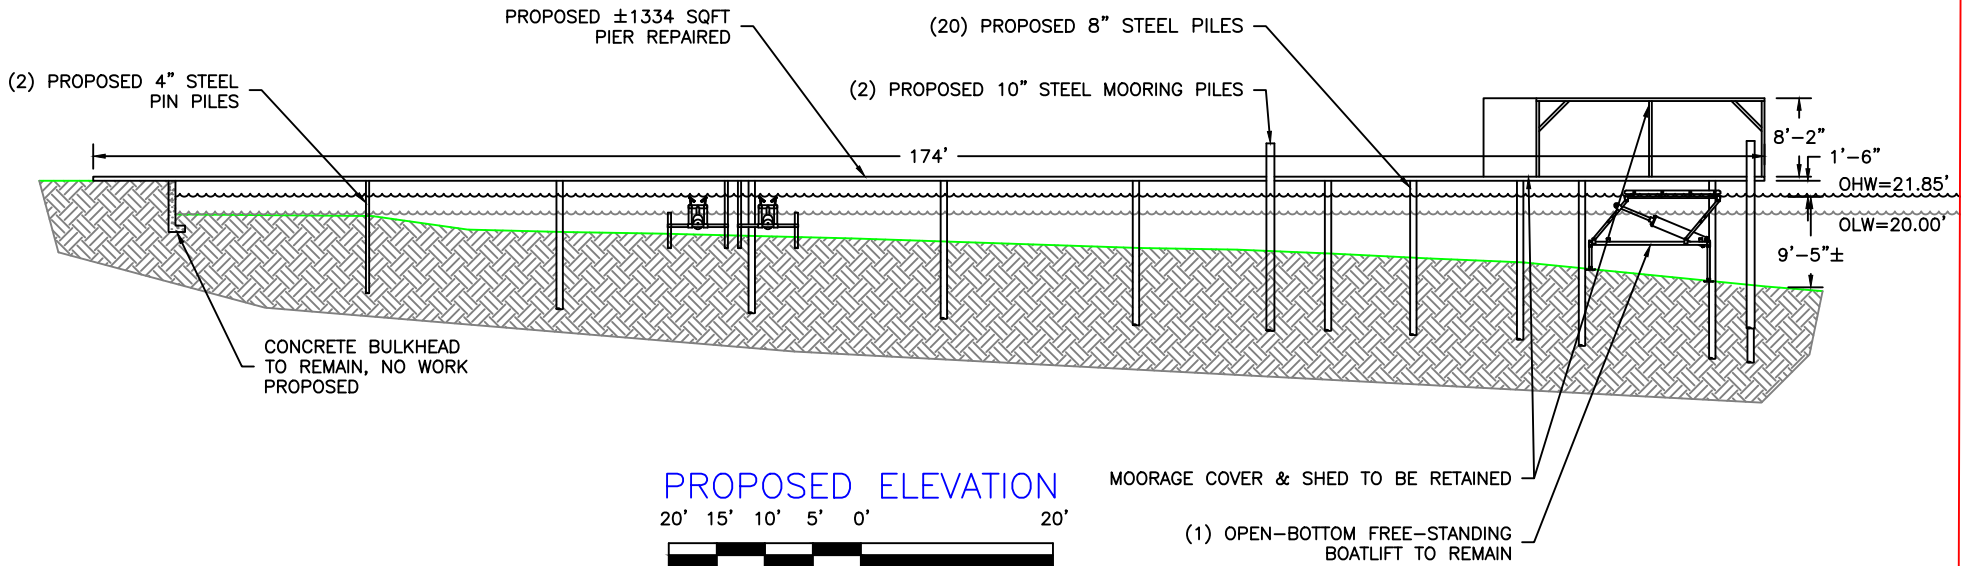 PROPOSED ±1334 SQFT
PIER REPAIRED
(20) PROPOSED 8” STEEL PILES
(2) PROPOSED 4” STEEL
PIN PILES
(2) PROPOSED 10” STEEL MOORING PILES
8’-2”
174’
1’-6”
OHW=21.85’
OLW=20.00’
9’-5”±
CONCRETE BULKHEAD
TO REMAIN, NO WORK
PROPOSED
MOORAGE COVER & SHED TO BE RETAINED
(1) OPEN-BOTTOM FREE-STANDING
BOATLIFT TO REMAIN
PROPOSED ELEVATION
20’ 15’ 10’ 5’ 0’ 20’